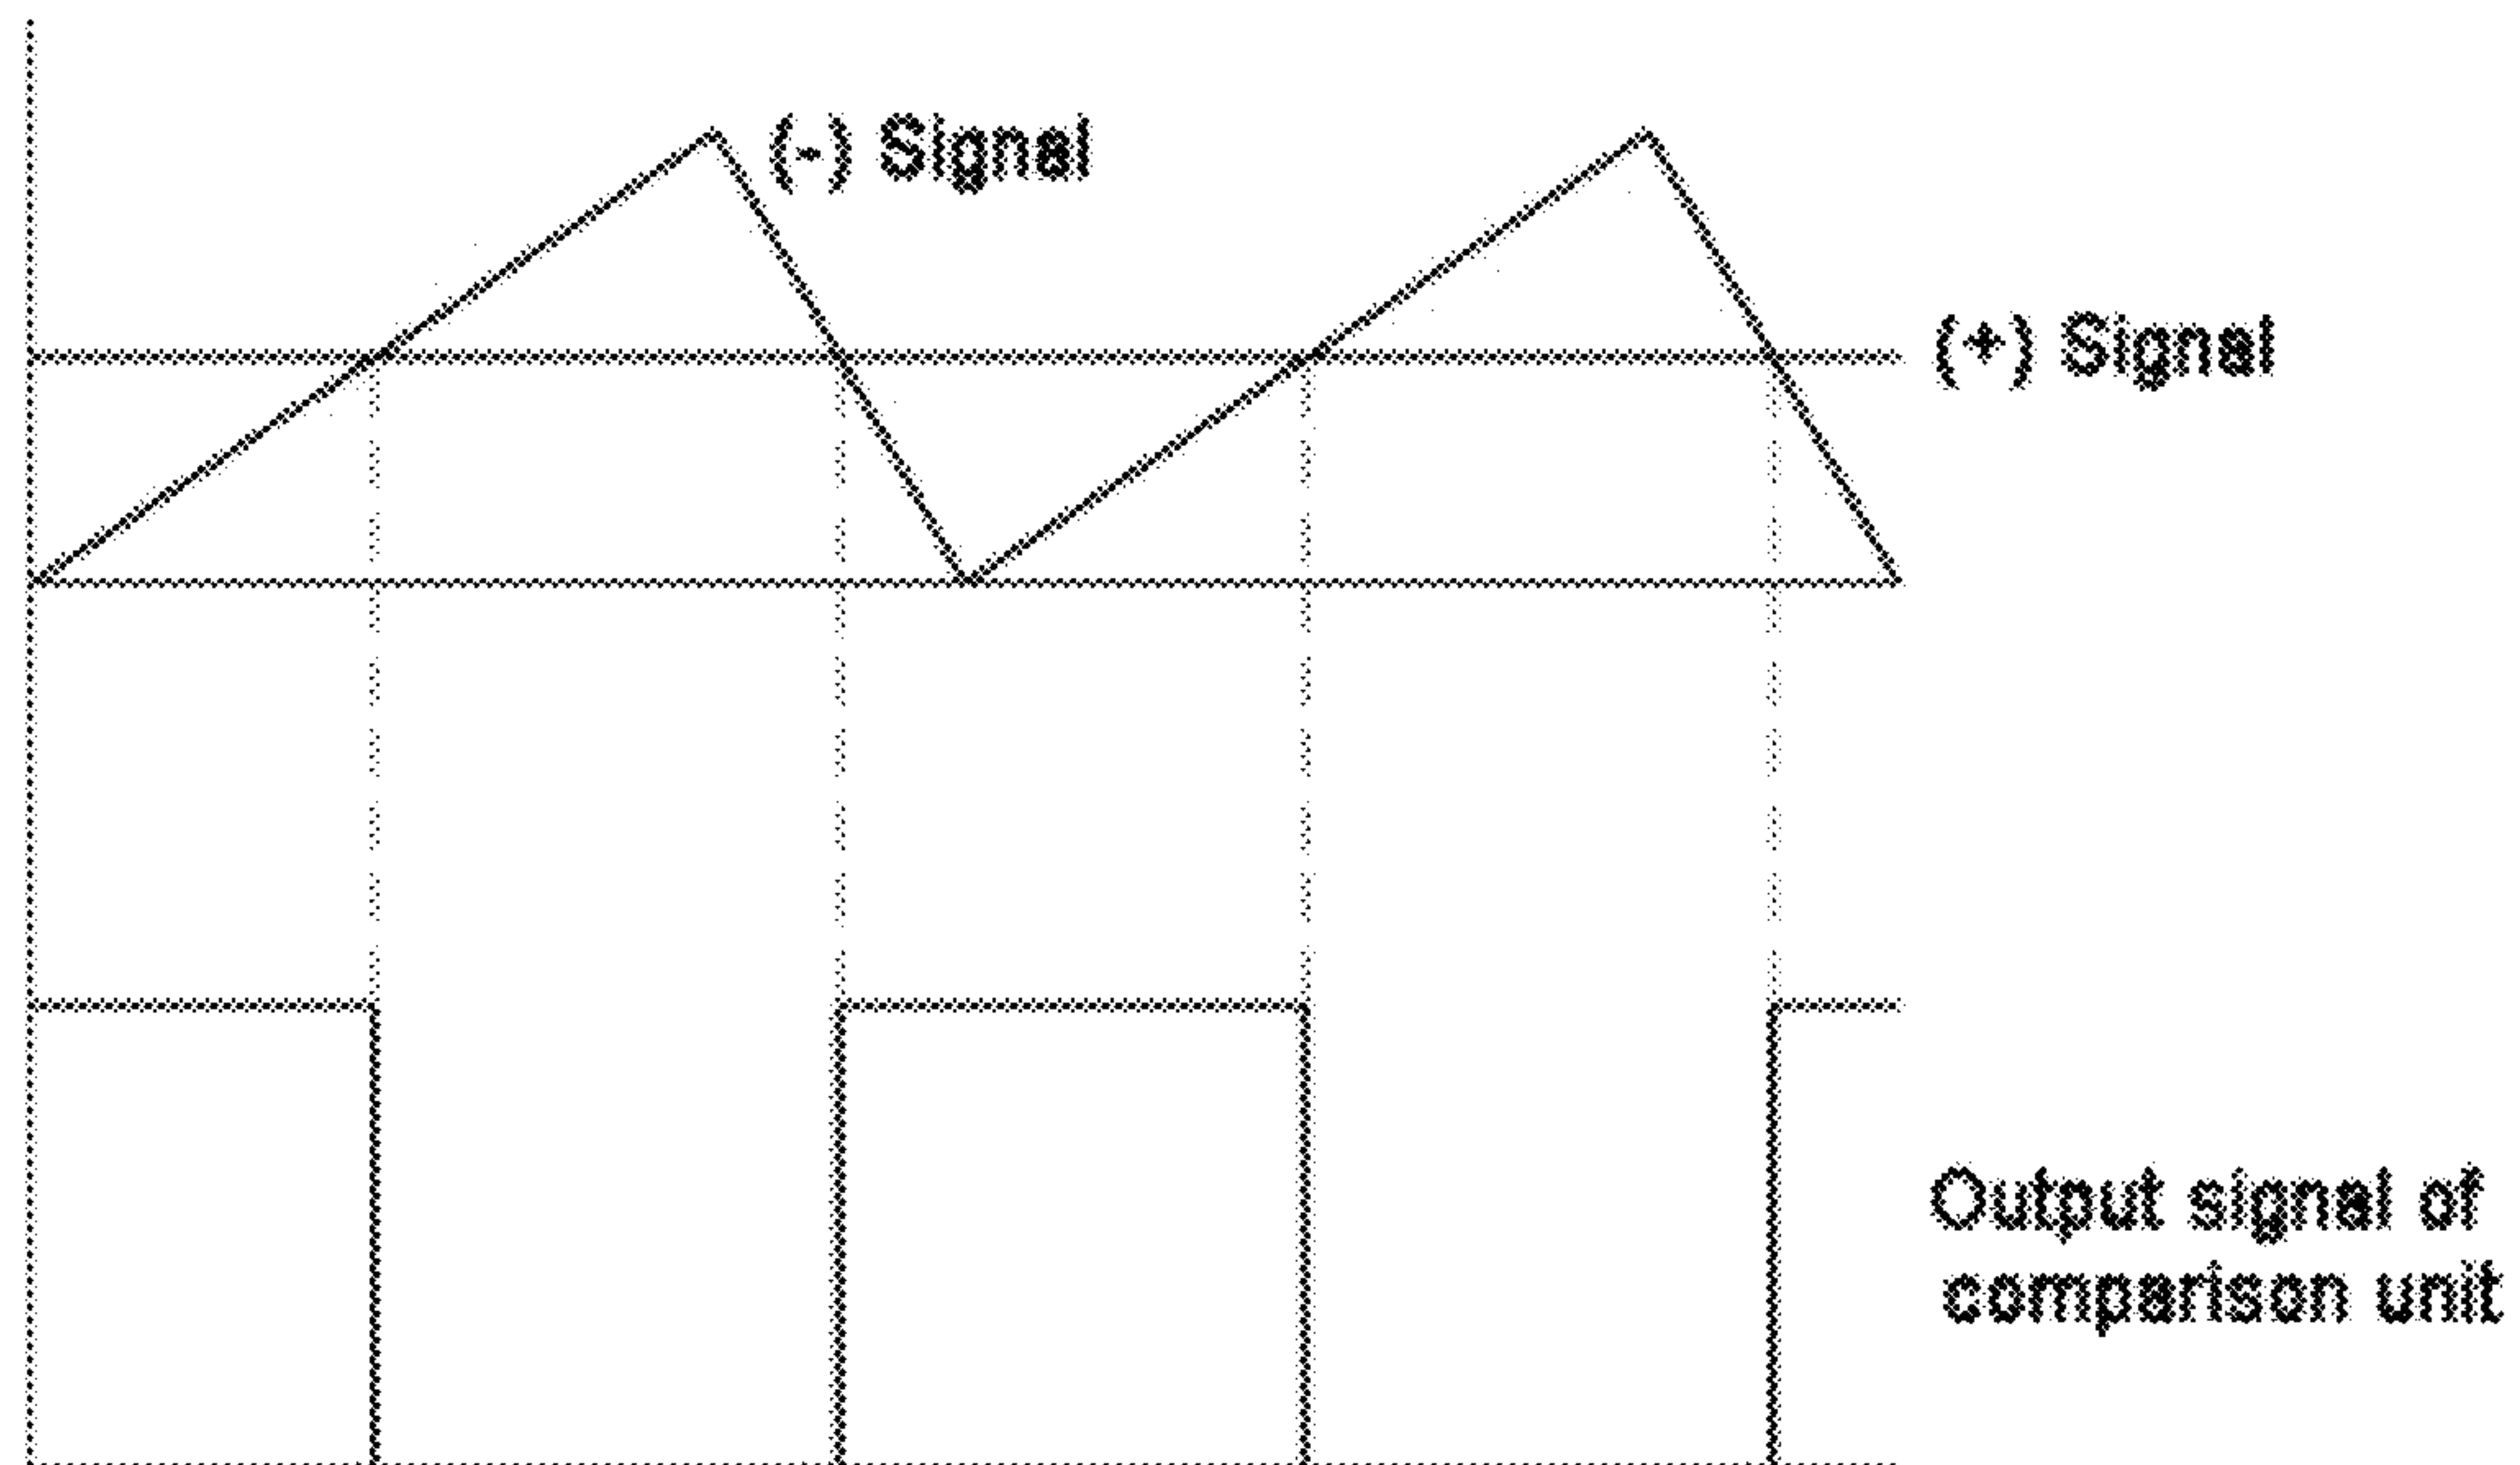 (-) Signal
(+) Signal
Output signal of
comparison unit